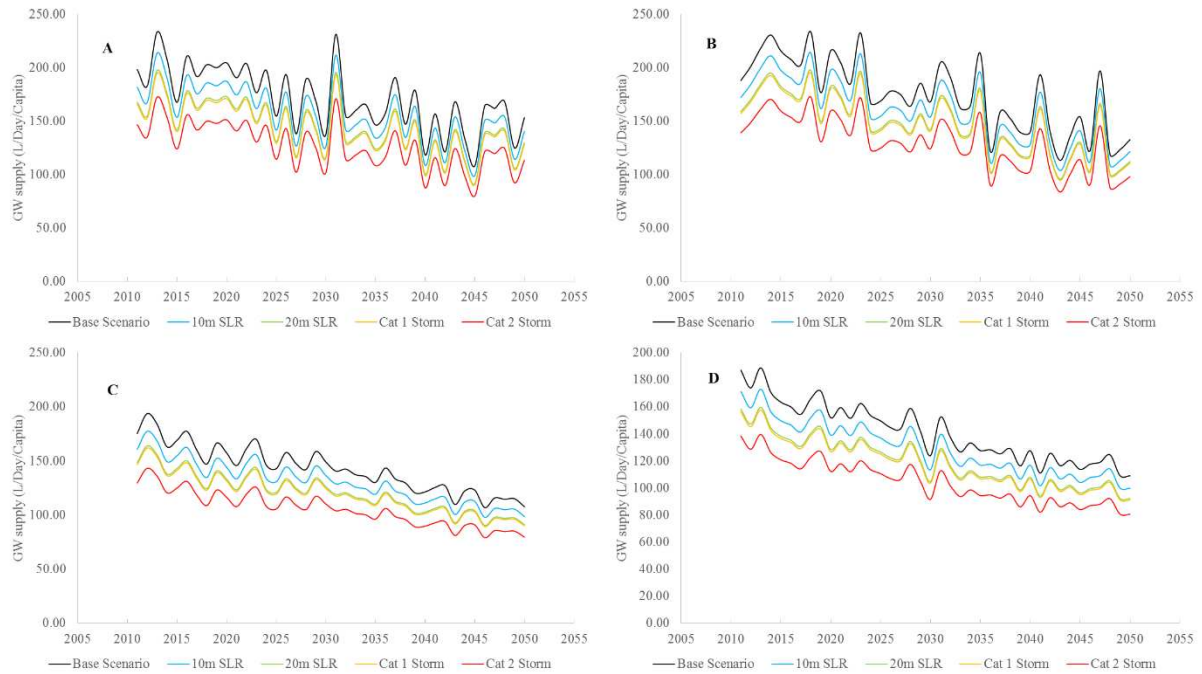 A
GW supply (L/Day/Capita)
250.00
200.00
150.00
100.00
50.00
0.00
2005 2010 2015 2020 2025 2030 2035 2040 2045 2050 2055
Base Scenario 10m SLR 20m SLR Cat 1 Storm Cat 2 Storm
B
GW supply (L/Day/Capita)
250.00
200.00
150.00
100.00
50.00
0.00
2005 2010 2015 2020 2025 2030 2035 2040 2045 2050 2055
Base Scenario 10m SLR 20m SLR Cat 1 Storm Cat 2 Storm
C
GW supply (L/Day/Capita)
250.00
200.00
150.00
100.00
50.00
0.00
2005 2010 2015 2020 2025 2030 2035 2040 2045 2050 2055
Base Scenario 10m SLR 20m SLR Cat 1 Storm Cat 2 Storm
D
GW supply (L/Day/Capita)
200.00
180.00
160.00
140.00
120.00
100.00
80.00
60.00
40.00
20.00
0.00
2005 2010 2015 2020 2025 2030 2035 2040 2045 2050 2055
Base Scenario 10m SLR 20m SLR Cat 1 Storm Cat 2 Storm